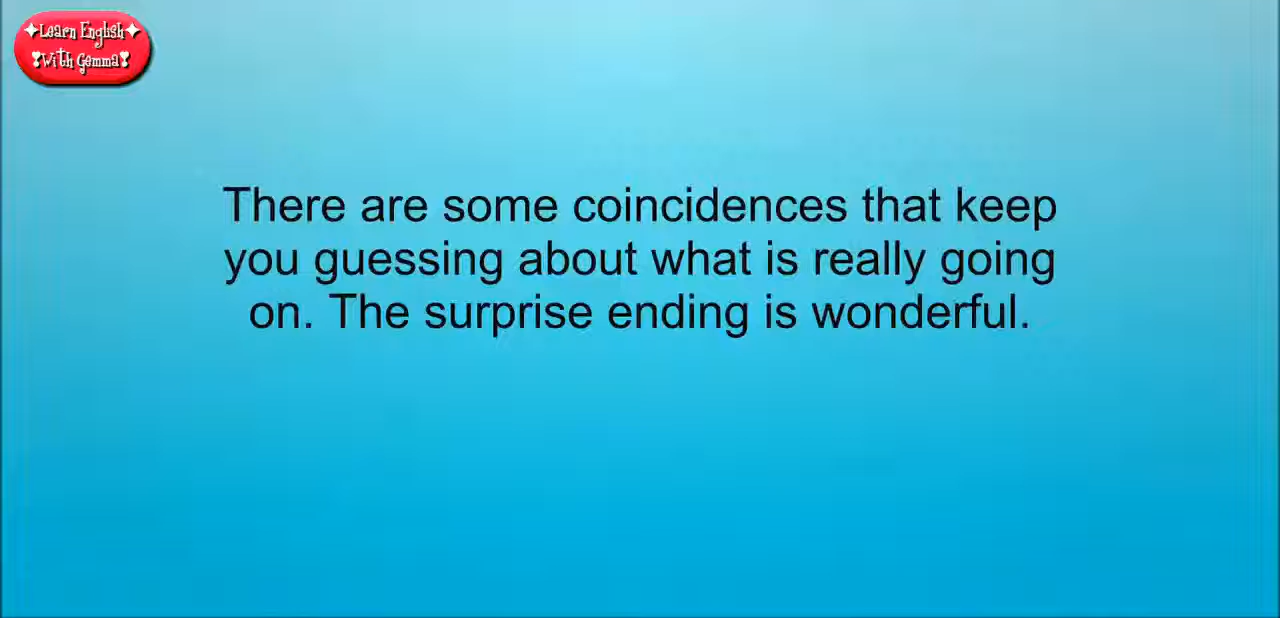 ✦Learn English✦
❣With Gemma❣
There are some coincidences that keep
you guessing about what is really going
on. The surprise ending is wonderful.